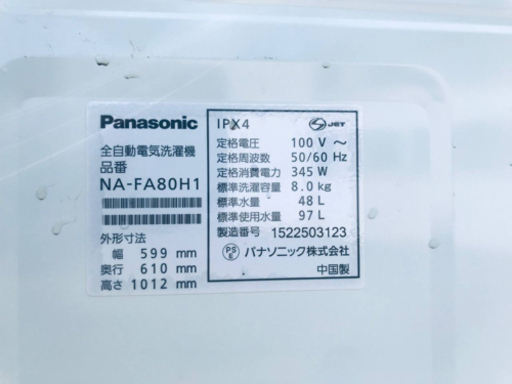 Panasonic
全自動電気洗濯機
品番
NA-FA80H1
外形寸法
幅 599 mm
奥行 610 mm
高さ 1012 mm
IPX4
JET
定格電圧 100 V ~
定格周波数 50/60 Hz
定格消費電力 345 W
標準洗濯容量 8.0kg
標準水量 48 L
標準使用水量 97 L
製造番号 1522503123
PS E パナソニック株式会社
中国製